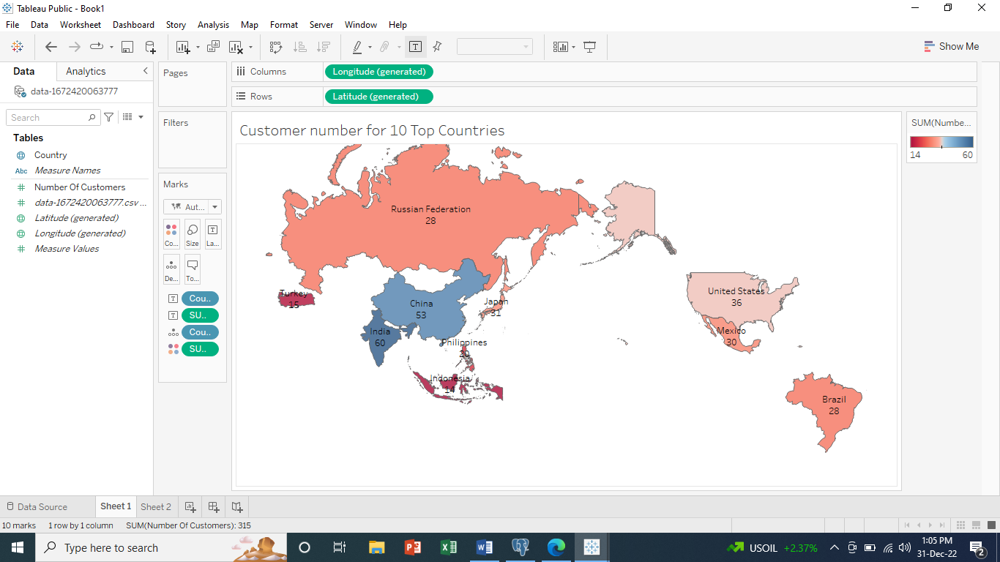 Tableau Public - Book1
File Data Worksheet Dashboard Story Analysis Map Format Server Window Help
Show Me
Data Analytics
data-1672420063777
Search
Tables
Country
Abc Measure Names
Number Of Customers
data-1672420063777.csv ...
Latitude (generated)
Longitude (generated)
Measure Values
Pages
Filters
Marks
Aut...
Co... Size La...
De... To...
Cou..
SU..
Cou..
SU..
Columns Longitude (generated)
Rows Latitude (generated)
Customer number for 10 Top Countries
Russian Federation
28
Turkey
15
China
53
Japan
31
India
60
Philippines
20
Indonesia
14
United States
36
Mexico
30
Brazil
28
SUM(Numbe...
14 60
Data Source Sheet 1 Sheet 2
10 marks 1 row by 1 column SUM(Number Of Customers): 315
Type here to search
USOIL +2.37%
1:05 PM
31-Dec-22
2